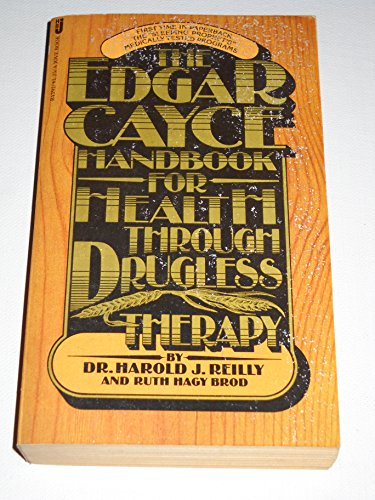 FIRST TIME IN PAPERBACK
THE SLEEPING PROPHET'S
MEDICALLY TESTED PROGRAMS
THE
EDGAR
CAYCE
HANDBOOK
FOR
HEALTH
THROUGH
DRUGLESS
THERAPY
BY
DR. HAROLD J. REILLY
AND RUTH HAGY BROD